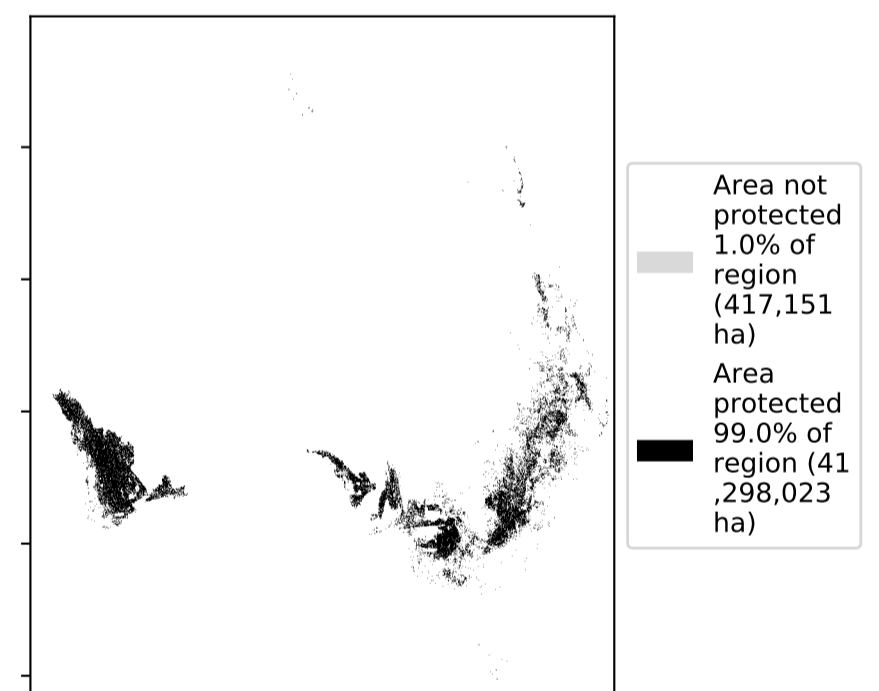 Area not
protected
1.0% of
region
(417,151
ha)
Area
protected
99.0% of
region (41
,298,023
ha)